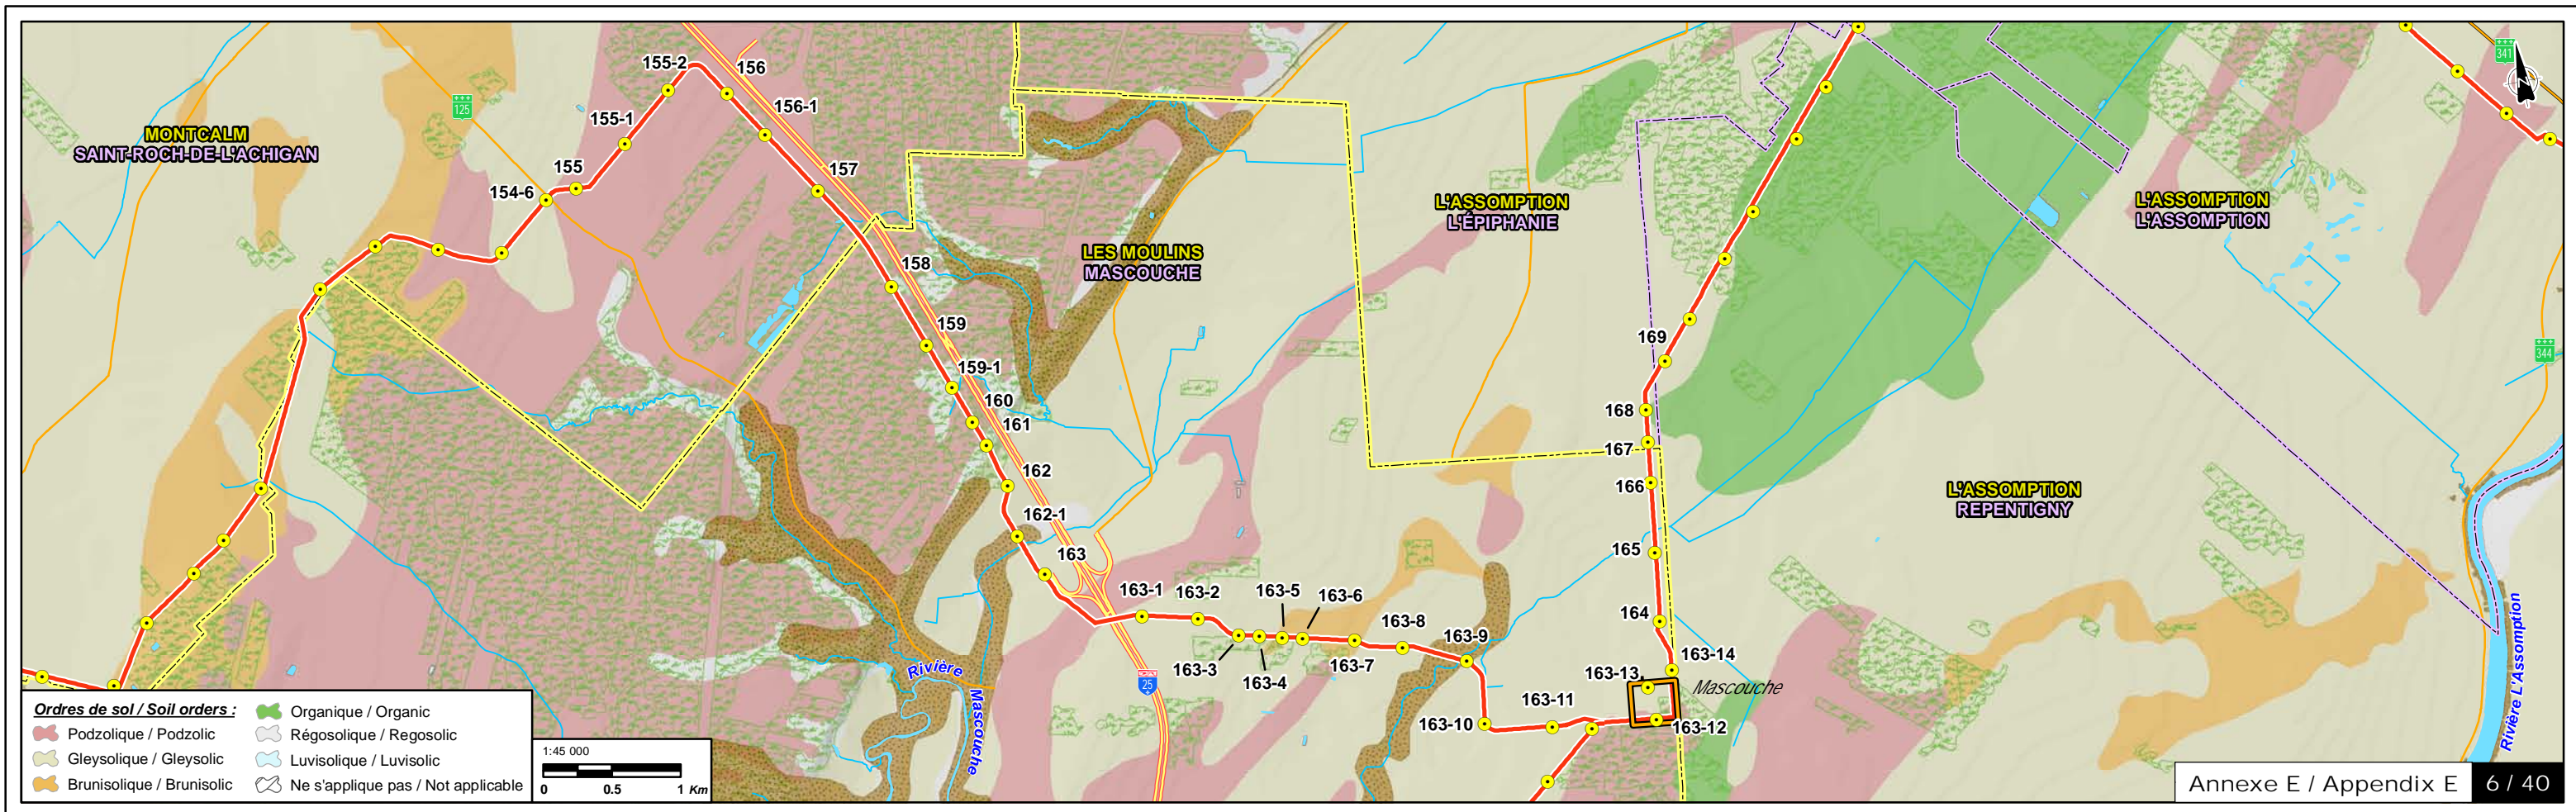 155-2
156
341
125
156-1
MONTCALM
SAINT-ROCH-DE-L'ACHIGAN
155-1
155
157
154-6
L'ASSOMPTION
L'ÉPIPHANIE
L'ASSOMPTION
L'ASSOMPTION
LES MOULINS
MASCOUCHE
158
159
169
344
159-1
160
168
161
167
162
166
L'ASSOMPTION
REPENTIGNY
162-1
163
165
163-1
163-2
163-5
163-6
163-8
164
163-9
163-3
163-4
163-7
163-14
163-13
Mascouche
25
163-11
163-10
163-12
Rivière
Mascouche
Rivière L'Assomption
Ordres de sol / Soil orders :
Podzolique / Podzolic
Gleysolique / Gleysolic
Brunisolique / Brunisolic
Organique / Organic
Régosolique / Regosolic
Luvisolique / Luvisolic
Ne s'applique pas / Not applicable
1:45 000
0 0.5 1 Km
Annexe E / Appendix E 6 / 40